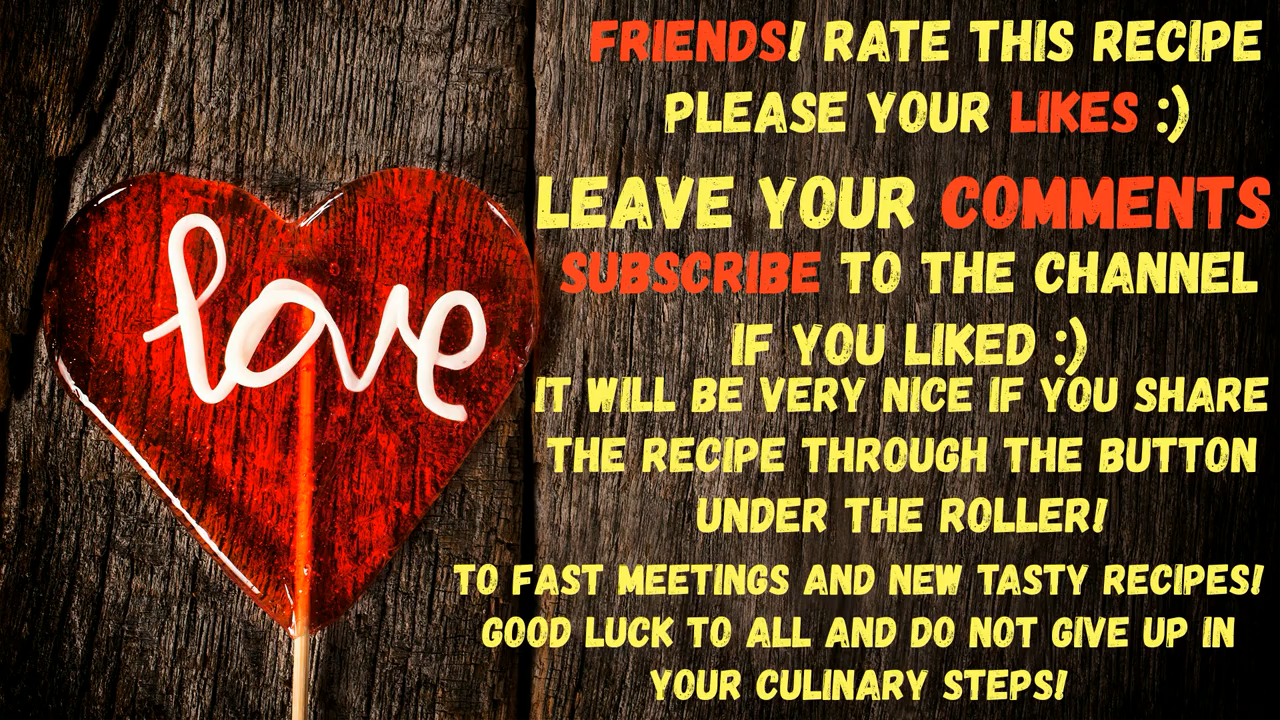 love
FRIENDS! RATE THIS RECIPE
PLEASE YOUR LIKES :)
LEAVE YOUR COMMENTS
SUBSCRIBE TO THE CHANNEL
IF YOU LIKED :)
IT WILL BE VERY NICE IF YOU SHARE
THE RECIPE THROUGH THE BUTTON
UNDER THE ROLLER!
TO FAST MEETINGS AND NEW TASTY RECIPES!
GOOD LUCK TO ALL AND DO NOT GIVE UP IN
YOUR CULINARY STEPS!